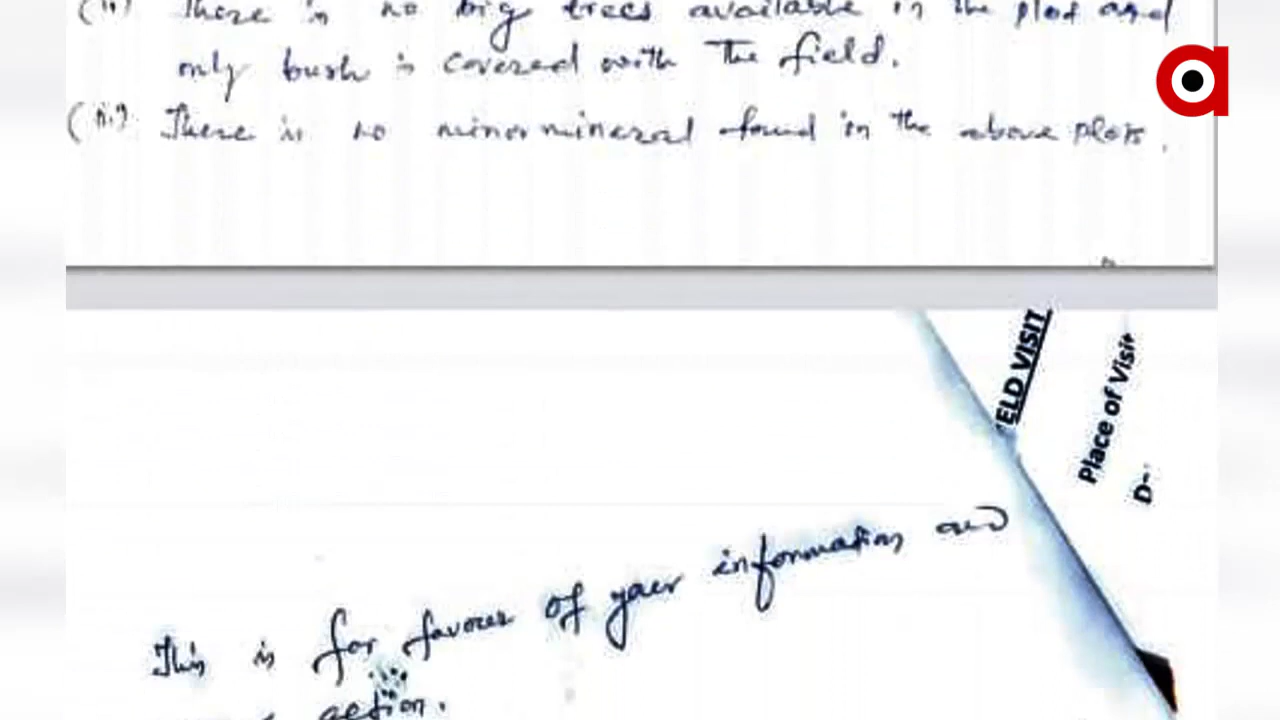 (ii) There is no big trees available in the plot and
only bush is covered with The field.
(iii) There is no minor mineral found in the above plots.
ELD VISIT
Place of Visit
This is for favour of your information and
action.